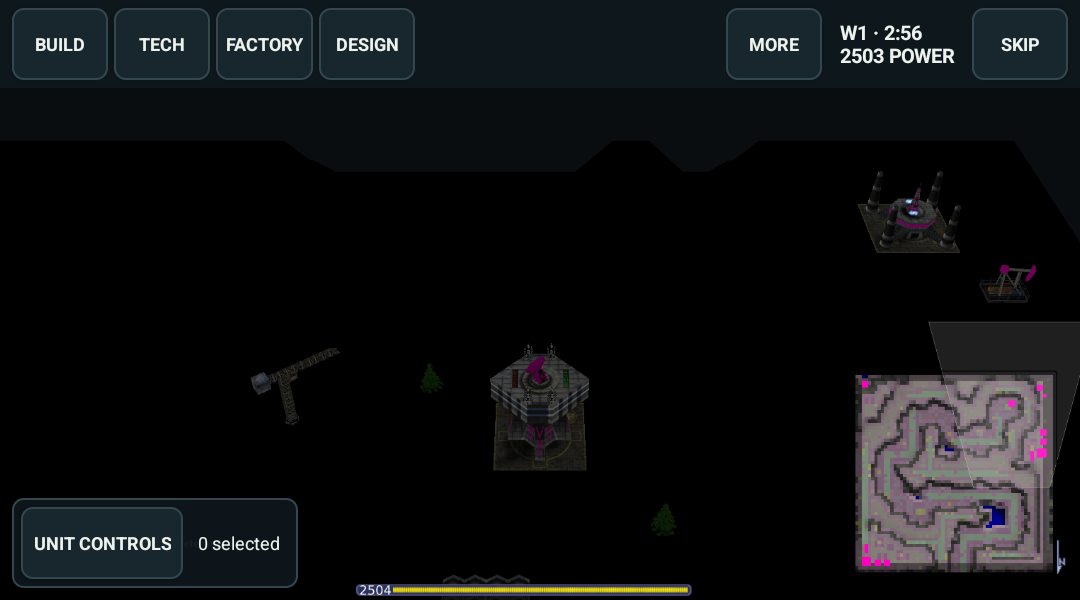 BUILD
TECH
FACTORY
DESIGN
MORE
W1 · 2:56
2503 POWER
SKIP
UNIT CONTROLS
0 selected
2504
N